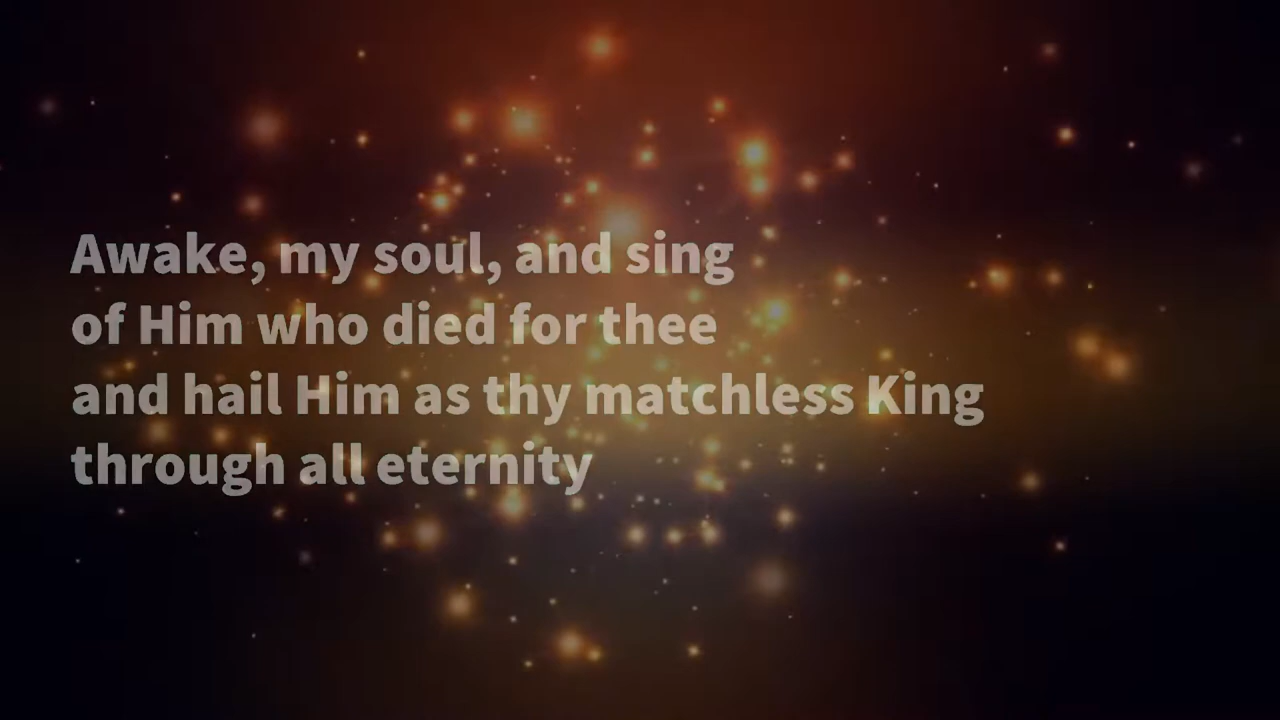 Awake, my soul, and sing
of Him who died for thee
and hail Him as thy matchless King
through all eternity